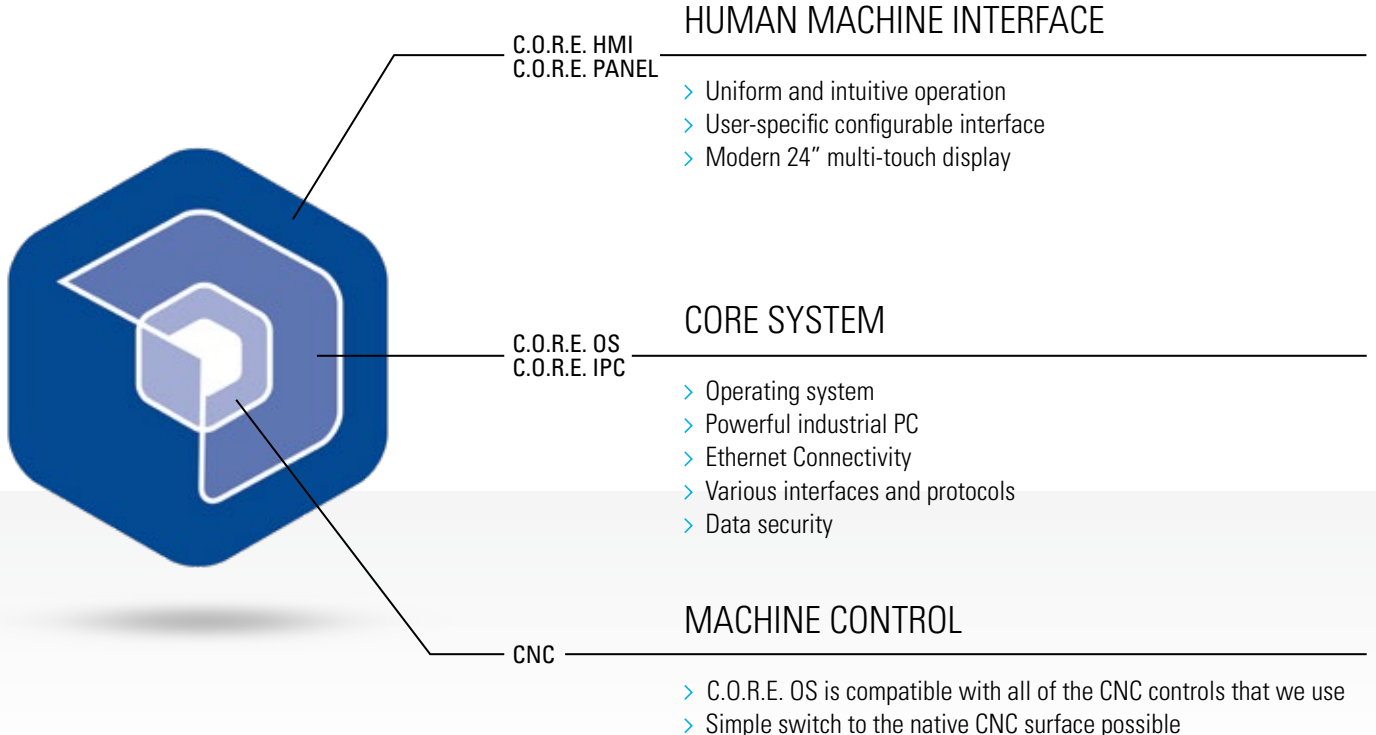 HUMAN MACHINE INTERFACE
C.O.R.E. HMI
C.O.R.E. PANEL
> Uniform and intuitive operation
> User-specific configurable interface
> Modern 24” multi-touch display
CORE SYSTEM
C.O.R.E. OS
C.O.R.E. IPC
> Operating system
> Powerful industrial PC
> Ethernet Connectivity
> Various interfaces and protocols
> Data security
MACHINE CONTROL
CNC
> C.O.R.E. OS is compatible with all of the CNC controls that we use
> Simple switch to the native CNC surface possible